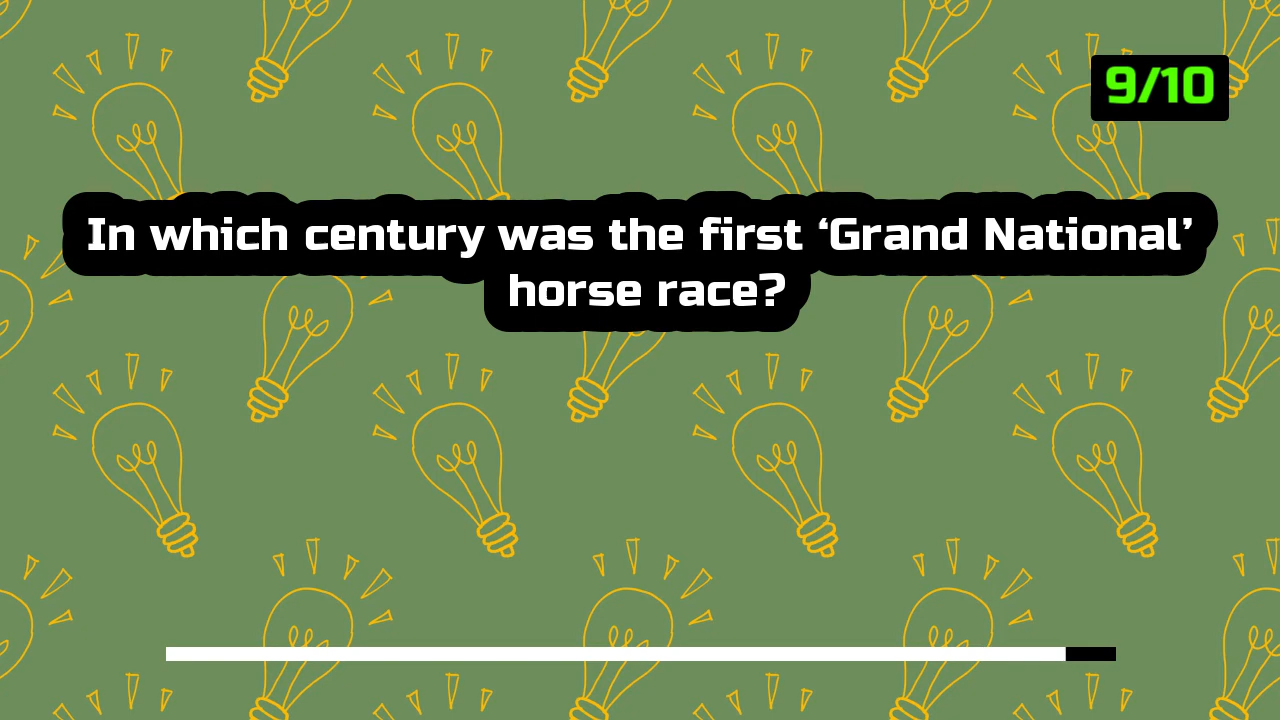 9/10
In which century was the first ‘Grand National’
horse race?